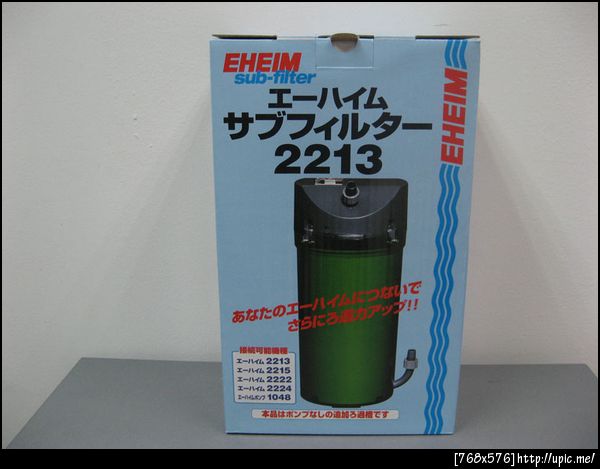 EHEIM
sub-filter
エーハイム
サブフィルター
2213
EHEIM
あなたのエーハイムにつないで
さらにろ過力アップ!!
接続可能機種
エーハイム 2213
エーハイム 2215
エーハイム 2222
エーハイム 2224
エーハイムポンプ 1048
本品はポンプなしの追加ろ過槽です
[768x576]http://upic.me/